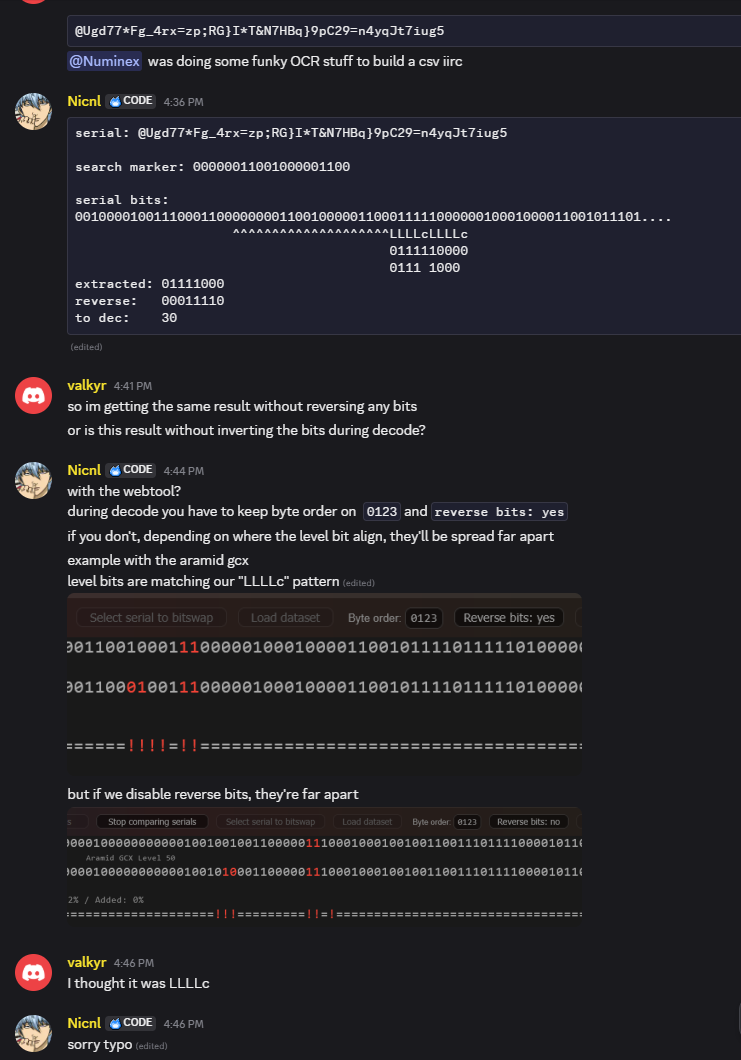 @Ugd77*Fg_4rx=zp;RG}I*T&N7HBq}9pC29=n4yqJt7iug5
@Numinex was doing some funky OCR stuff to build a csv iirc
Nicnl CODE 4:36 PM
serial: @Ugd77*Fg_4rx=zp;RG}I*T&N7HBq}9pC29=n4yqJt7iug5
search marker: 00000011001000001100
serial bits:
001000010011100011000000001100100000110001111100000010001000011001011101....
^^^^^^^^^^^^^^^^^^^^LLLLcLLLLc
0111110000
0111 1000
extracted: 01111000
reverse: 00011110
to dec: 30
(edited)
valkyr 4:41 PM
so im getting the same result without reversing any bits
or is this result without inverting the bits during decode?
Nicnl CODE 4:44 PM
with the webtool?
during decode you have to keep byte order on 0123 and reverse bits: yes
if you don't, depending on where the level bit align, they'll be spread far apart
example with the aramid gcx
level bits are matching our "LLLLc" pattern (edited)
Select serial to bitswap Load dataset Byte order: 0123 Reverse bits: yes
0011001000111000001000100001100101111011111010000
0011000100111000001000100001100101111011111010000
======!!!!=!!====================================
but if we disable reverse bits, they're far apart
Stop comparing serials Select serial to bitswap Load dataset Byte order: 0123 Reverse bits: no
Aramid GCX Level 50
2% / Added: 0%
valkyr 4:46 PM
I thought it was LLLLc
Nicnl CODE 4:46 PM
sorry typo (edited)